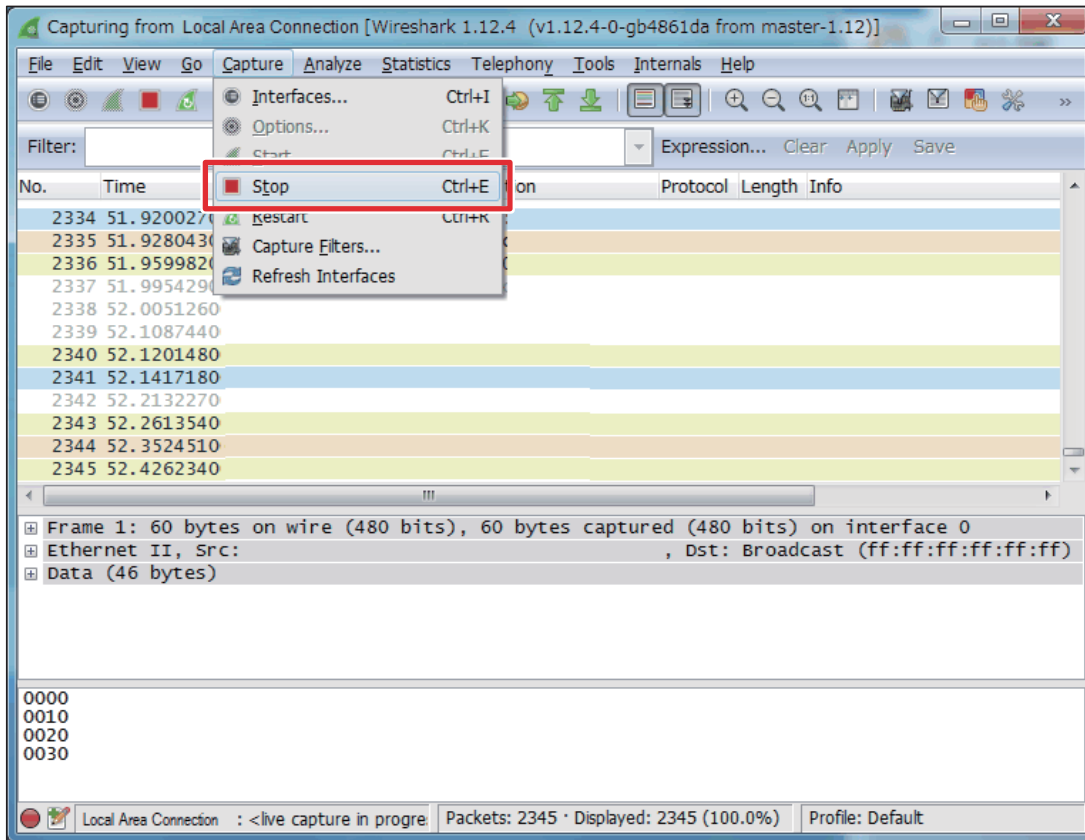 Capturing from Local Area Connection [Wireshark 1.12.4 (v1.12.4-0-gb4861da from master-1.12)]
File Edit View Go Capture Analyze Statistics Telephony Tools Internals Help
Interfaces... Ctrl+I
Options... Ctrl+K
Start Ctrl+E
Stop Ctrl+E
Restart Ctrl+R
Capture Filters...
Refresh Interfaces
Filter: Expression... Clear Apply Save
No. Time Protocol Length Info
2334 51.9200270
2335 51.9280430
2336 51.9599820
2337 51.9954290
2338 52.0051260
2339 52.1087440
2340 52.1201480
2341 52.1417180
2342 52.2132270
2343 52.2613540
2344 52.3524510
2345 52.4262340
Frame 1: 60 bytes on wire (480 bits), 60 bytes captured (480 bits) on interface 0
Ethernet II, Src: , Dst: Broadcast (ff:ff:ff:ff:ff:ff)
Data (46 bytes)
0000
0010
0020
0030
Local Area Connection : <live capture in progre Packets: 2345 · Displayed: 2345 (100.0%) Profile: Default